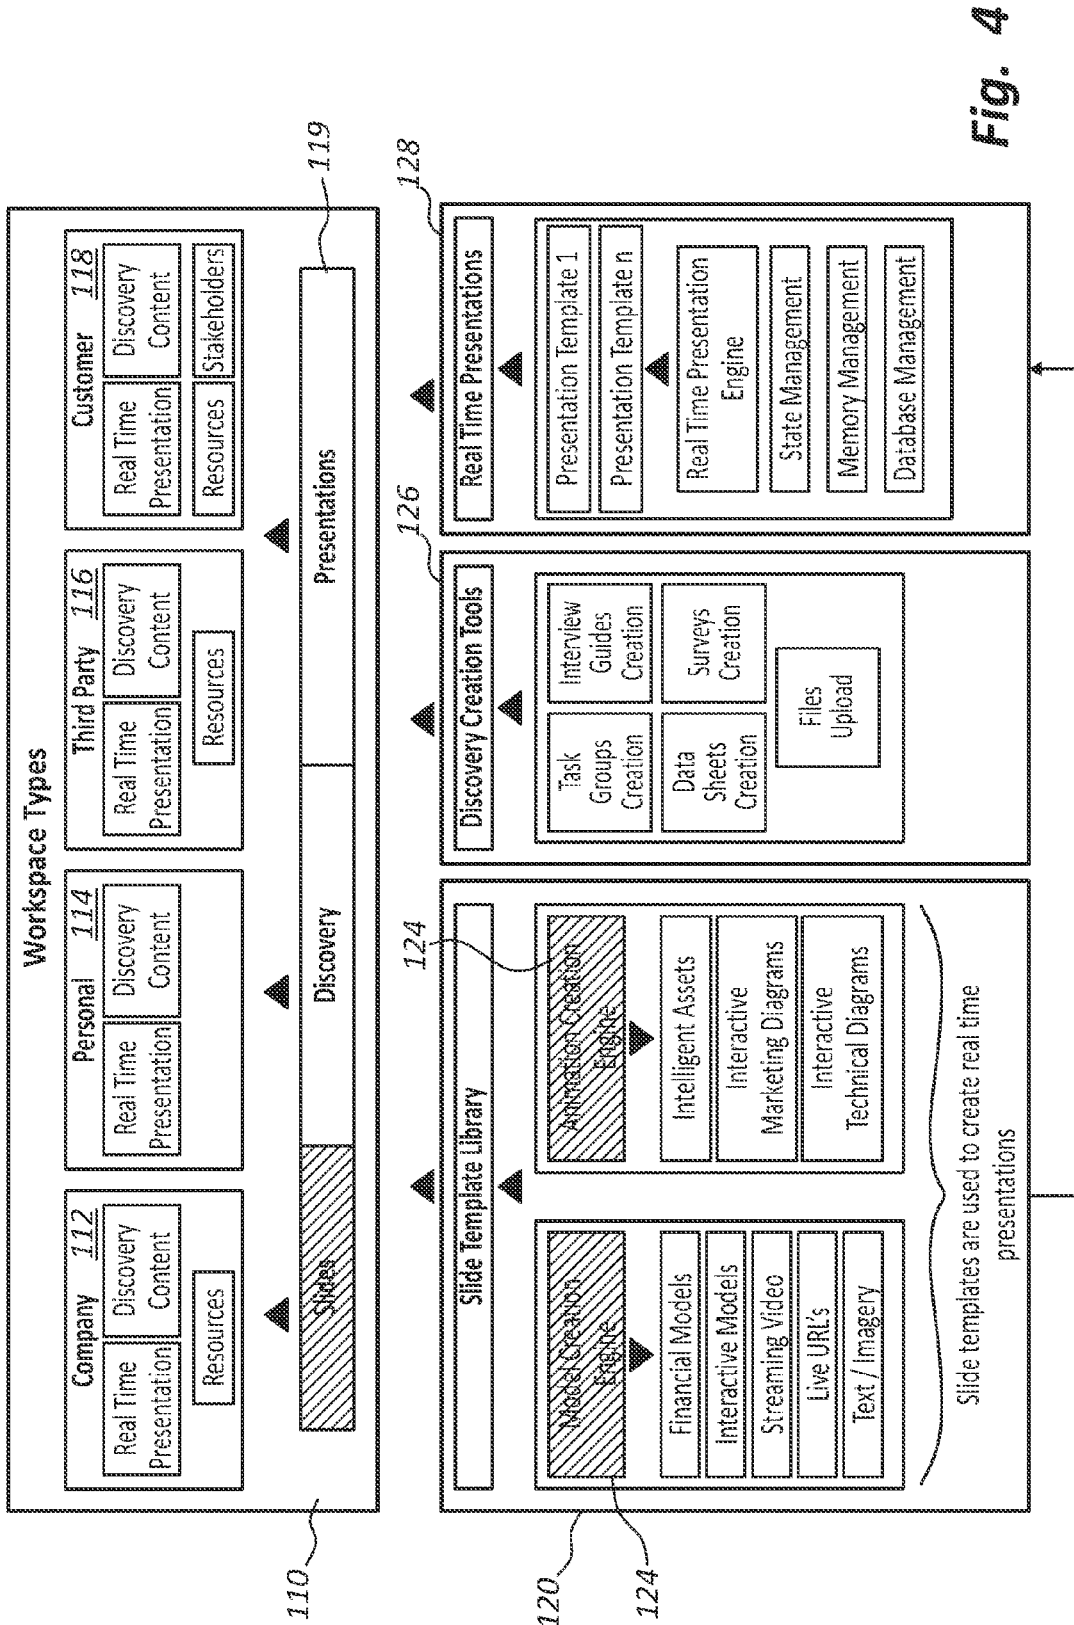 Workspace Types
Company 112
Real Time
Presentation
Discovery
Content
Resources
Personal 114
Real Time
Presentation
Discovery
Content
Third Party 116
Real Time
Presentation
Discovery
Content
Resources
Customer 118
Real Time
Presentation
Discovery
Content
Resources
Stakeholders
Slides
Discovery
Presentations
110
119
120
Slide Template Library
Model Creation
Engine
124
Financial Models
Interactive Models
Streaming Video
Live URL's
Text / Imagery
Animation Creation
Engine
124
Intelligent Assets
Interactive
Marketing Diagrams
Interactive
Technical Diagrams
Slide templates are used to create real time
presentations
126
Discovery Creation Tools
Task
Groups
Creation
Interview
Guides
Creation
Data
Sheets
Creation
Surveys
Creation
Files
Upload
128
Real Time Presentations
Presentation Template 1
Presentation Template n
Real Time Presentation
Engine
State Management
Memory Management
Database Management
Fig. 4